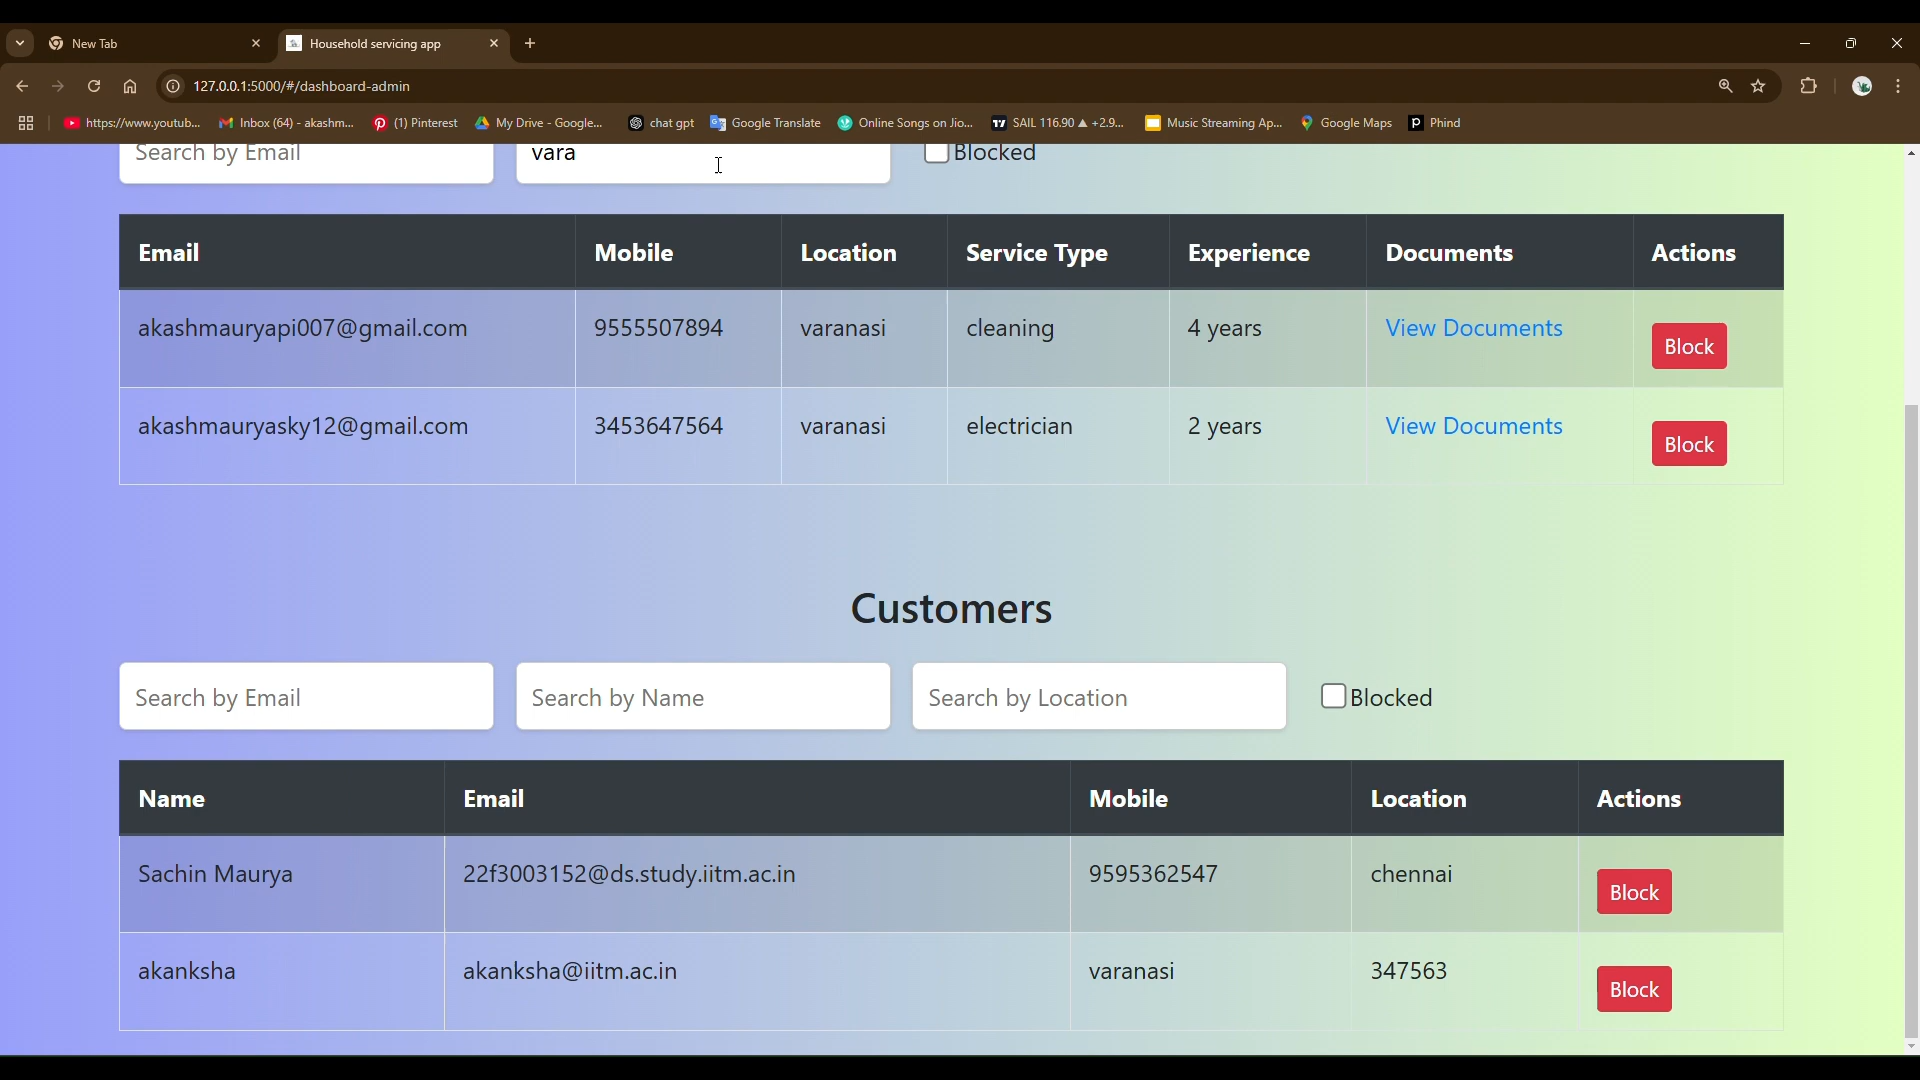 New Tab
Household servicing app
127.0.0.1:5000/#/dashboard-admin
https://www.youtub... Inbox (64) - akashm... (1) Pinterest My Drive - Google... chat gpt Google Translate Online Songs on Jio... SAIL 116.90 ▲ +2.9... Music Streaming Ap... Google Maps Phind
Search by Email vara Blocked
Email Mobile Location Service Type Experience Documents Actions
akashmauryapi007@gmail.com 9555507894 varanasi cleaning 4 years View Documents Block
akashmauryasky12@gmail.com 3453647564 varanasi electrician 2 years View Documents Block
Customers
Search by Email Search by Name Search by Location Blocked
Name Email Mobile Location Actions
Sachin Maurya 22f3003152@ds.study.iitm.ac.in 9595362547 chennai Block
akanksha akanksha@iitm.ac.in varanasi 347563 Block